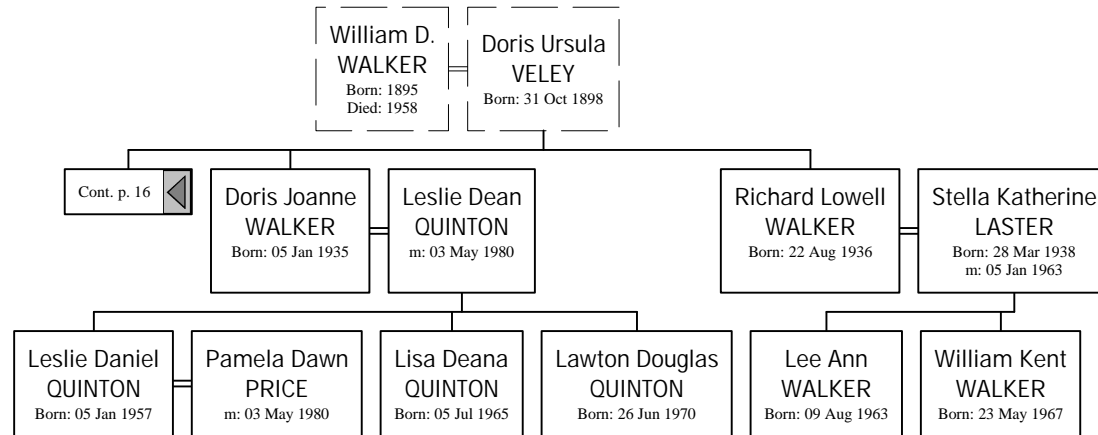 William D.
WALKER
Born: 1895
Died: 1958
Doris Ursula
VELEY
Born: 31 Oct 1898
Cont. p. 16
Doris Joanne
WALKER
Born: 05 Jan 1935
Leslie Dean
QUINTON
m: 03 May 1980
Richard Lowell
WALKER
Born: 22 Aug 1936
Stella Katherine
LASTER
Born: 28 Mar 1938
m: 05 Jan 1963
Leslie Daniel
QUINTON
Born: 05 Jan 1957
Pamela Dawn
PRICE
m: 03 May 1980
Lisa Deana
QUINTON
Born: 05 Jul 1965
Lawton Douglas
QUINTON
Born: 26 Jun 1970
Lee Ann
WALKER
Born: 09 Aug 1963
William Kent
WALKER
Born: 23 May 1967